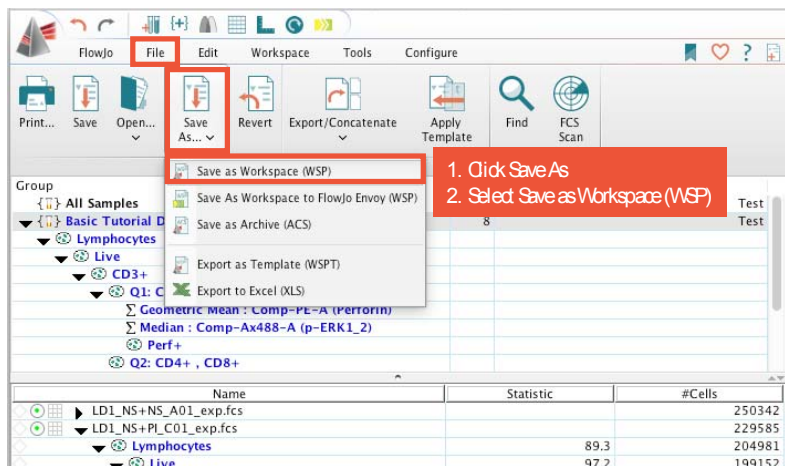 FlowJo File Edit Workspace Tools Configure
Print... Save Open... Save As... Revert Export/Concatenate Apply Template Find FCS Scan
Save as Workspace (WSP)
Save As Workspace to FlowJo Envoy (WSP)
Save as Archive (ACS)
Export as Template (WSPT)
Export to Excel (XLS)
1. Click Save As
2. Select Save as Workspace (WSP)
Group
{} All Samples Test
{} Basic Tutorial D 8 Test
Lymphocytes
Live
CD3+
Q1: C
Σ Geometric Mean : Comp-PE-A (Perforin)
Σ Median : Comp-Ax488-A (p-ERK1_2)
Perf+
Q2: CD4+ , CD8+
Name Statistic #Cells
LD1_NS+NS_A01_exp.fcs 250342
LD1_NS+PI_C01_exp.fcs 229585
Lymphocytes 89.3 204981
Live 97.2 199152